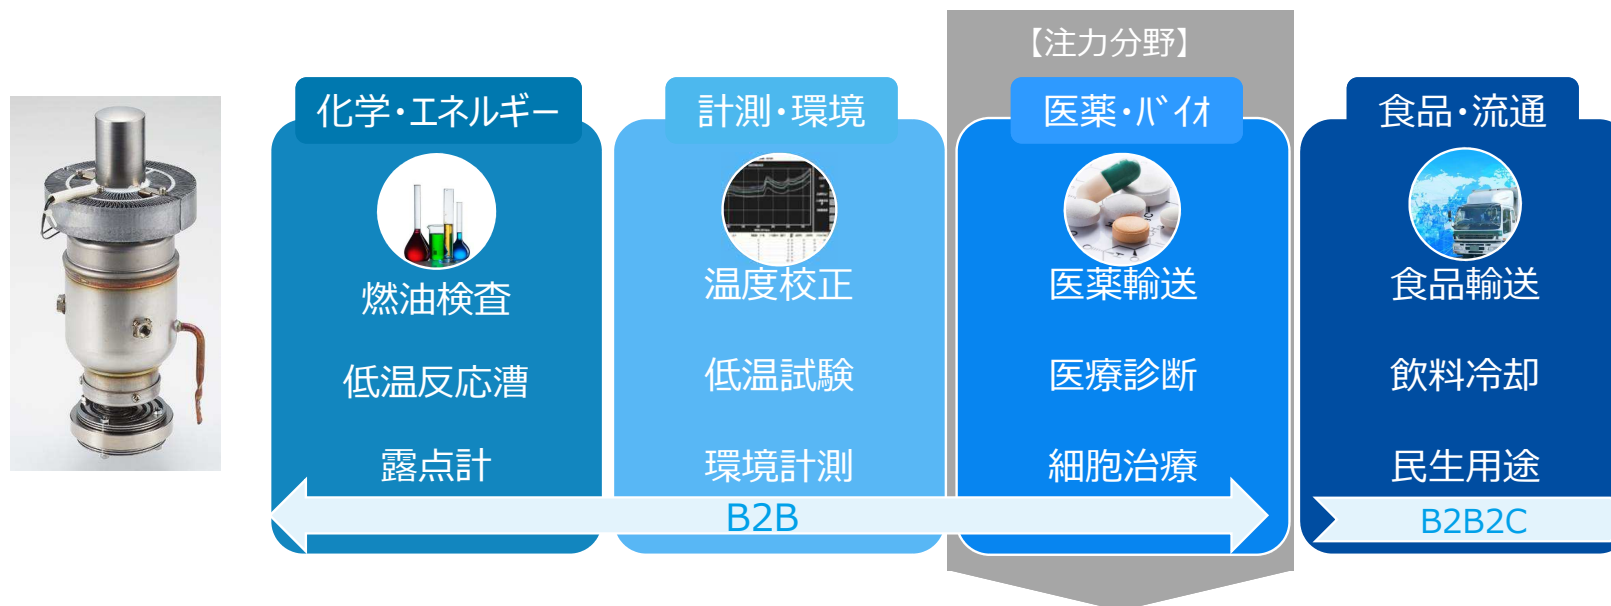 【注力分野】
化学・エネルギー
燃油検査
低温反応漕
露点計
計測・環境
温度校正
低温試験
環境計測
医薬・バイオ
医薬輸送
医療診断
細胞治療
食品・流通
食品輸送
飲料冷却
民生用途
B2B
B2B2C